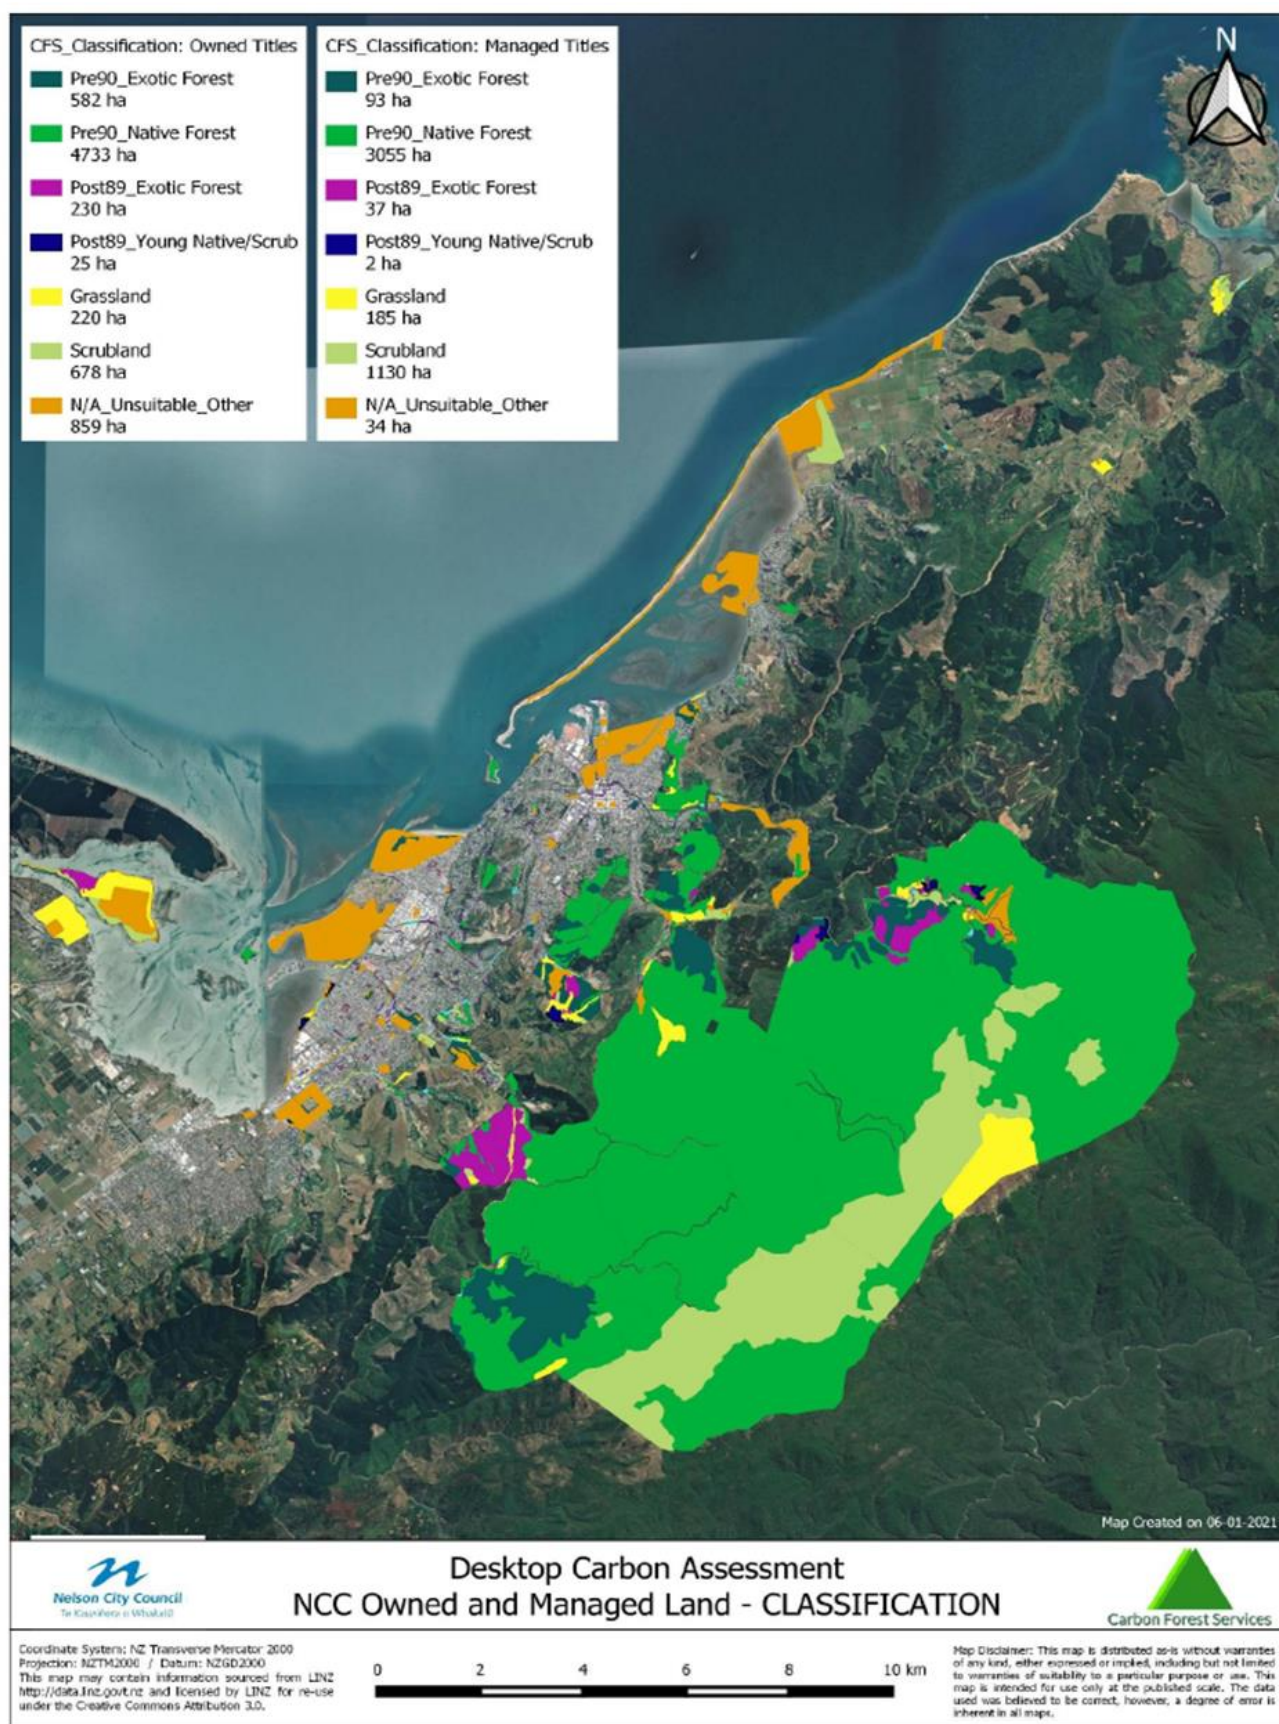 CFS_Classification: Owned Titles
Pre90_Exotic Forest
582 ha
Pre90_Native Forest
4733 ha
Post89_Exotic Forest
230 ha
Post89_Young Native/Scrub
25 ha
Grassland
220 ha
Scrubland
678 ha
N/A_Unsuitable_Other
859 ha
CFS_Classification: Managed Titles
Pre90_Exotic Forest
93 ha
Pre90_Native Forest
3055 ha
Post89_Exotic Forest
37 ha
Post89_Young Native/Scrub
2 ha
Grassland
185 ha
Scrubland
1130 ha
N/A_Unsuitable_Other
34 ha
N
Map Created on 06-01-2021
Nelson City Council
Te Kaunihera o Whakatū
Desktop Carbon Assessment
NCC Owned and Managed Land - CLASSIFICATION
Carbon Forest Services
Coordinate System: NZ Transverse Mercator 2000
Projection: NZTM2000 / Datum: NZGD2000
This map may contain information sourced from LINZ
http://data.linz.govt.nz and licensed by LINZ for re-use
under the Creative Commons Attribution 3.0.
0 2 4 6 8 10 km
Map Disclaimer: This map is distributed as-is without warranties
of any kind, either expressed or implied, including but not limited
to warranties of suitability to a particular purpose or use. This
map is intended for use only at the published scale. The data
used was believed to be correct, however, a degree of error is
inherent in all maps.